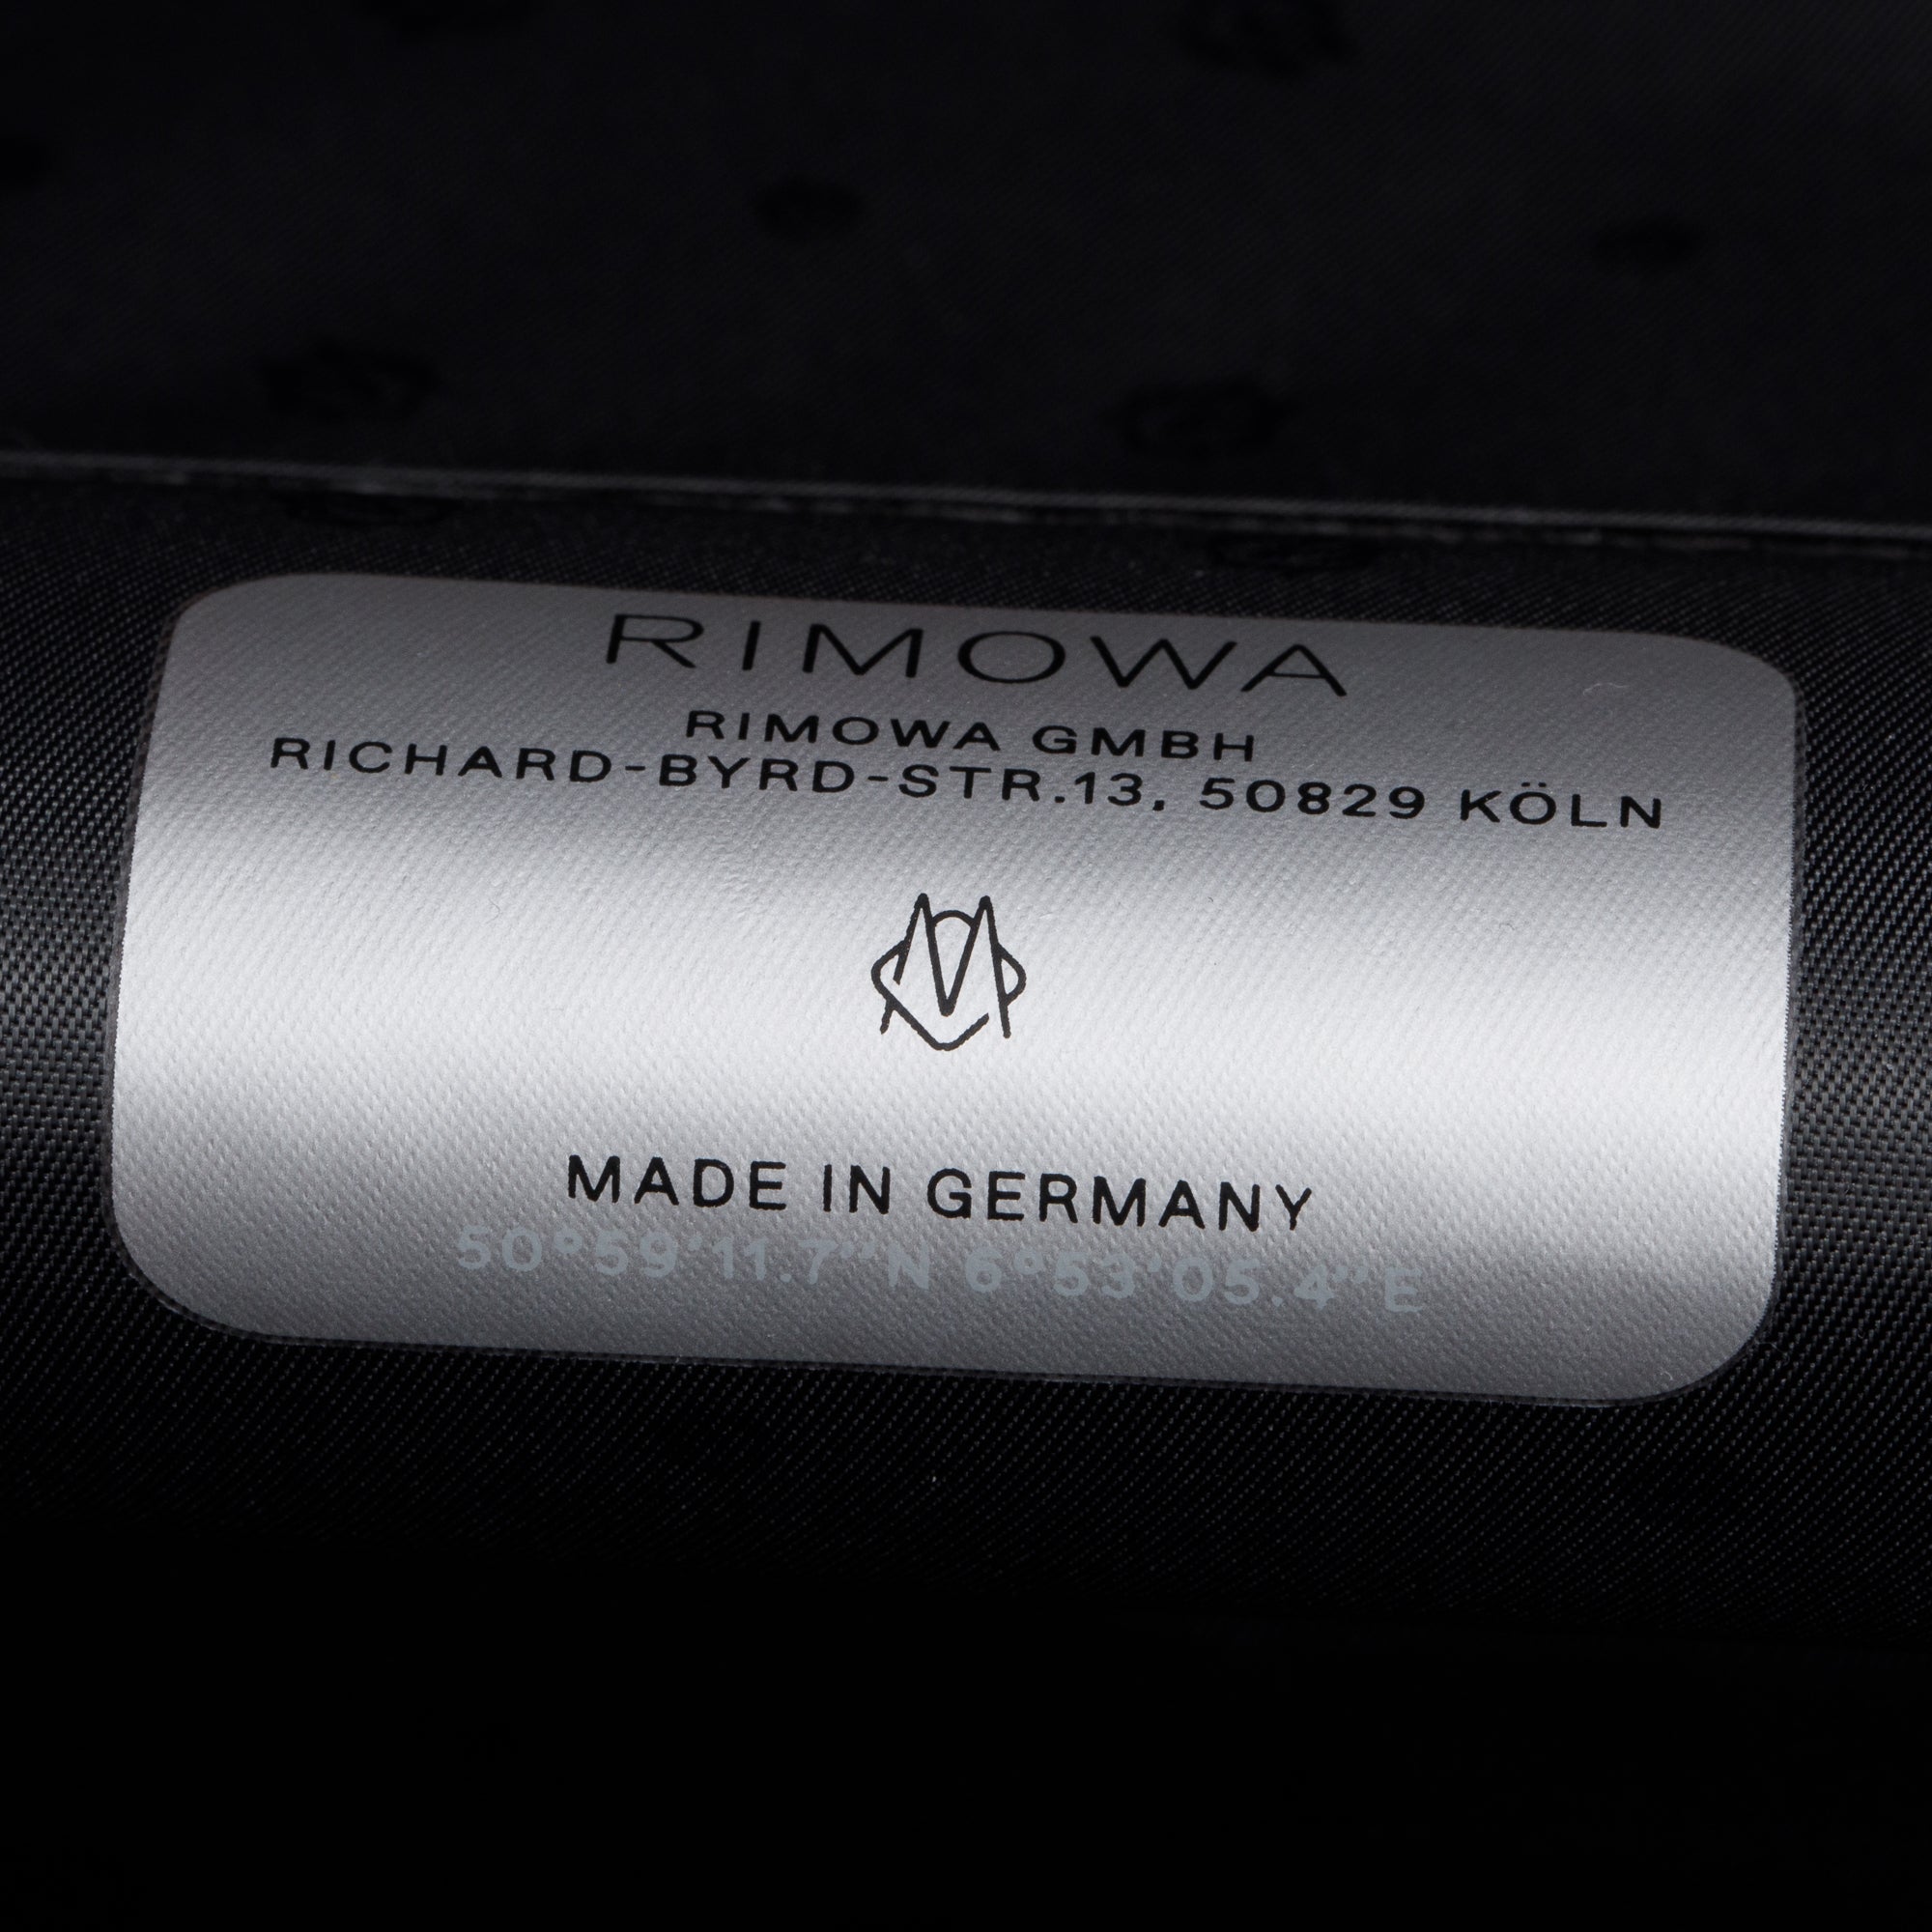 RIMOWA
RIMOWA GMBH
RICHARD-BYRD-STR.13, 50829 KÖLN
MADE IN GERMANY
50°59'11.7"N 6°53'05.4"E